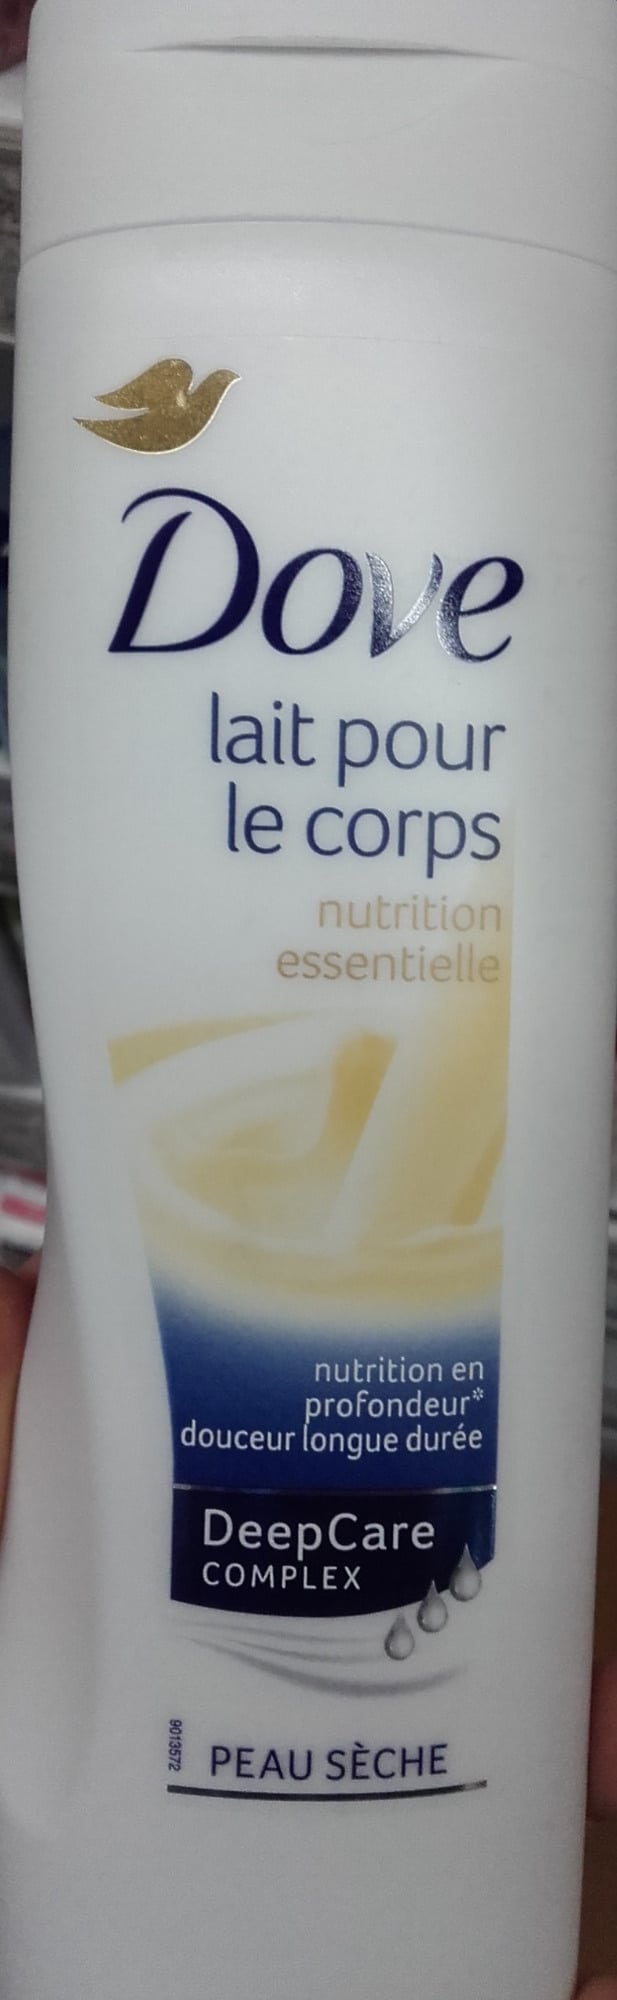 Dove
lait pour
le corps
nutrition
essentielle
nutrition en
profondeur*
douceur longue durée
DeepCare
COMPLEX
9013572
PEAU SÈCHE